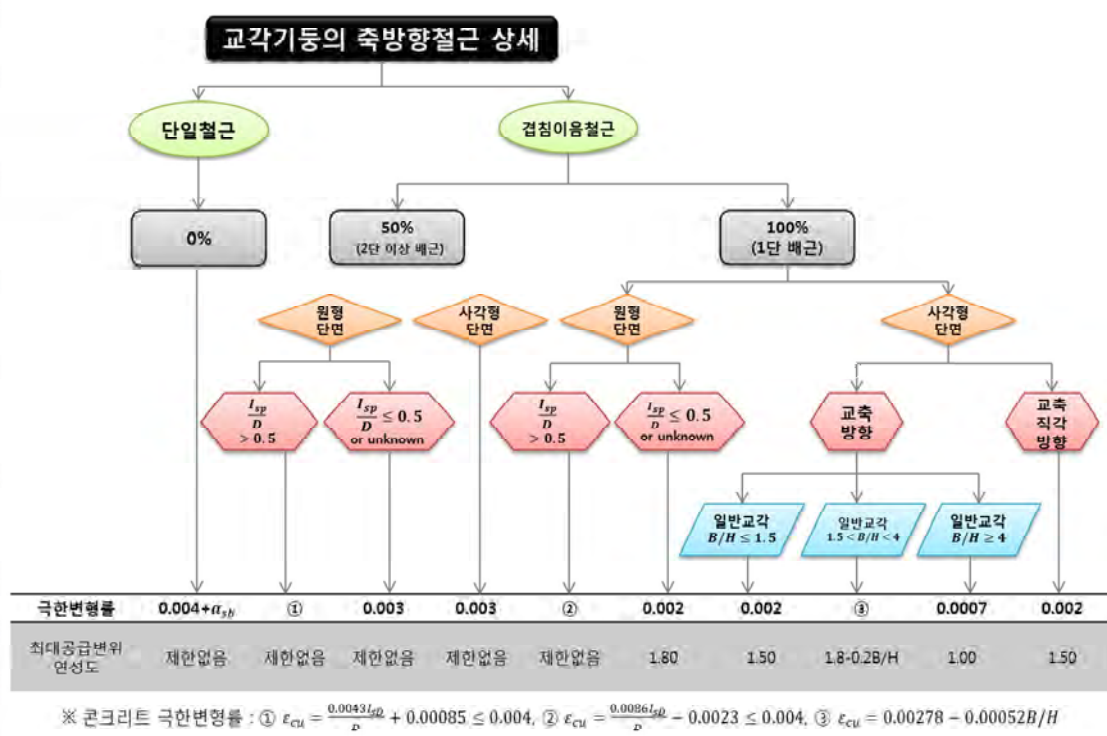 교각기둥의 축방향철근 상세
단일철근
겹침이음철근
0%
50%
(2단 이상 배근)
100%
(1단 배근)
원형
단면
사각형
단면
원형
단면
사각형
단면
I_sp/D
> 0.5
I_sp/D ≤ 0.5
or unknown
I_sp/D
> 0.5
I_sp/D ≤ 0.5
or unknown
교축
방향
교축
직각
방향
일반교각
B/H ≤ 1.5
일반교각
1.5 < B/H < 4
일반교각
B/H ≥ 4
극한변형률 0.004+α_sh ① 0.003 0.003 ② 0.002 0.002 ③ 0.0007 0.002
최대공급변위
연성도 제한없음 제한없음 제한없음 제한없음 제한없음 1.80 1.50 1.8-0.2B/H 1.00 1.50
※ 콘크리트 극한변형률 : ① ε_cu = 0.0043I_sp/D + 0.00085 ≤ 0.004, ② ε_cu = 0.0086I_sp/D − 0.0023 ≤ 0.004, ③ ε_cu = 0.00278 − 0.00052B/H